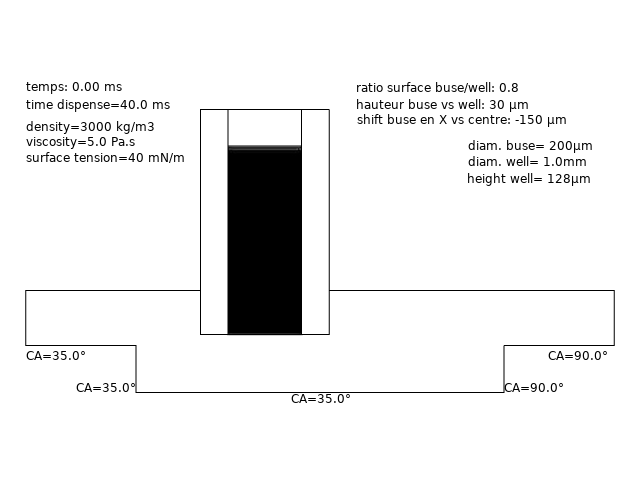 temps: 0.00 ms
time dispense=40.0 ms
density=3000 kg/m3
viscosity=5.0 Pa.s
surface tension=40 mN/m
ratio surface buse/well: 0.8
hauteur buse vs well: 30 µm
shift buse en X vs centre: -150 µm
diam. buse= 200µm
diam. well= 1.0mm
height well= 128µm
CA=35.0°
CA=90.0°
CA=35.0°
CA=90.0°
CA=35.0°